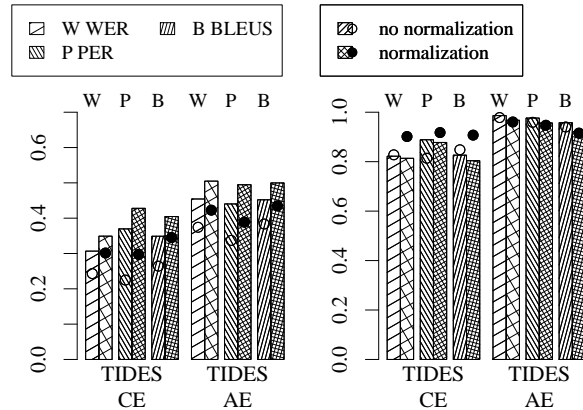 W WER
B BLEUS
P PER
no normalization
normalization
W P B W P B
0.0 0.2 0.4 0.6
TIDES TIDES
CE AE
W P B W P B
0.0 0.2 0.4 0.6 0.8 1.0
TIDES TIDES
CE AE